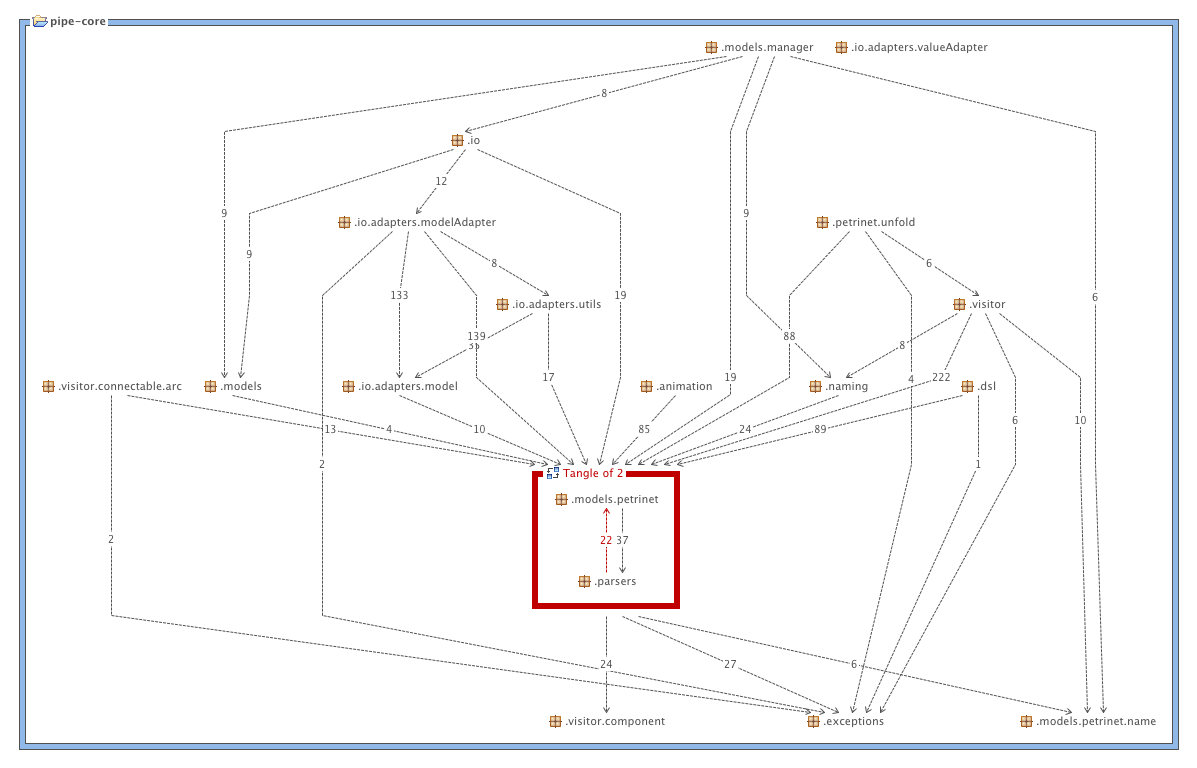 pipe-core
.models.manager .io.adapters.valueAdapter
8
.io
12
.io.adapters.modelAdapter .petrinet.unfold
9 9
9
8 6
133 19 6
.io.adapters.utils .visitor
139 88
8
17 19 4 222
.visitor.connectable.arc .models .io.adapters.model .animation .naming .dsl
6 10
13 4 10 85 24 89
2 1
Tangle of 2
.models.petrinet
2 22 37
.parsers
24 27 6
.visitor.component .exceptions .models.petrinet.name